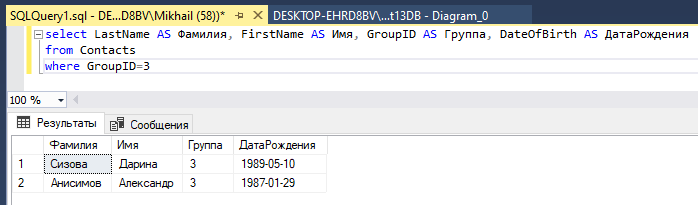 SQLQuery1.sql - DE...D8BV\Mikhail (58))* DESKTOP-EHRD8BV\...t13DB - Diagram_0
select LastName AS Фамилия, FirstName AS Имя, GroupID AS Группа, DateOfBirth AS ДатаРождения
from Contacts
where GroupID=3
100 %
Результаты Сообщения
Фамилия Имя Группа ДатаРождения
1 Сизова Дарина 3 1989-05-10
2 Анисимов Александр 3 1987-01-29